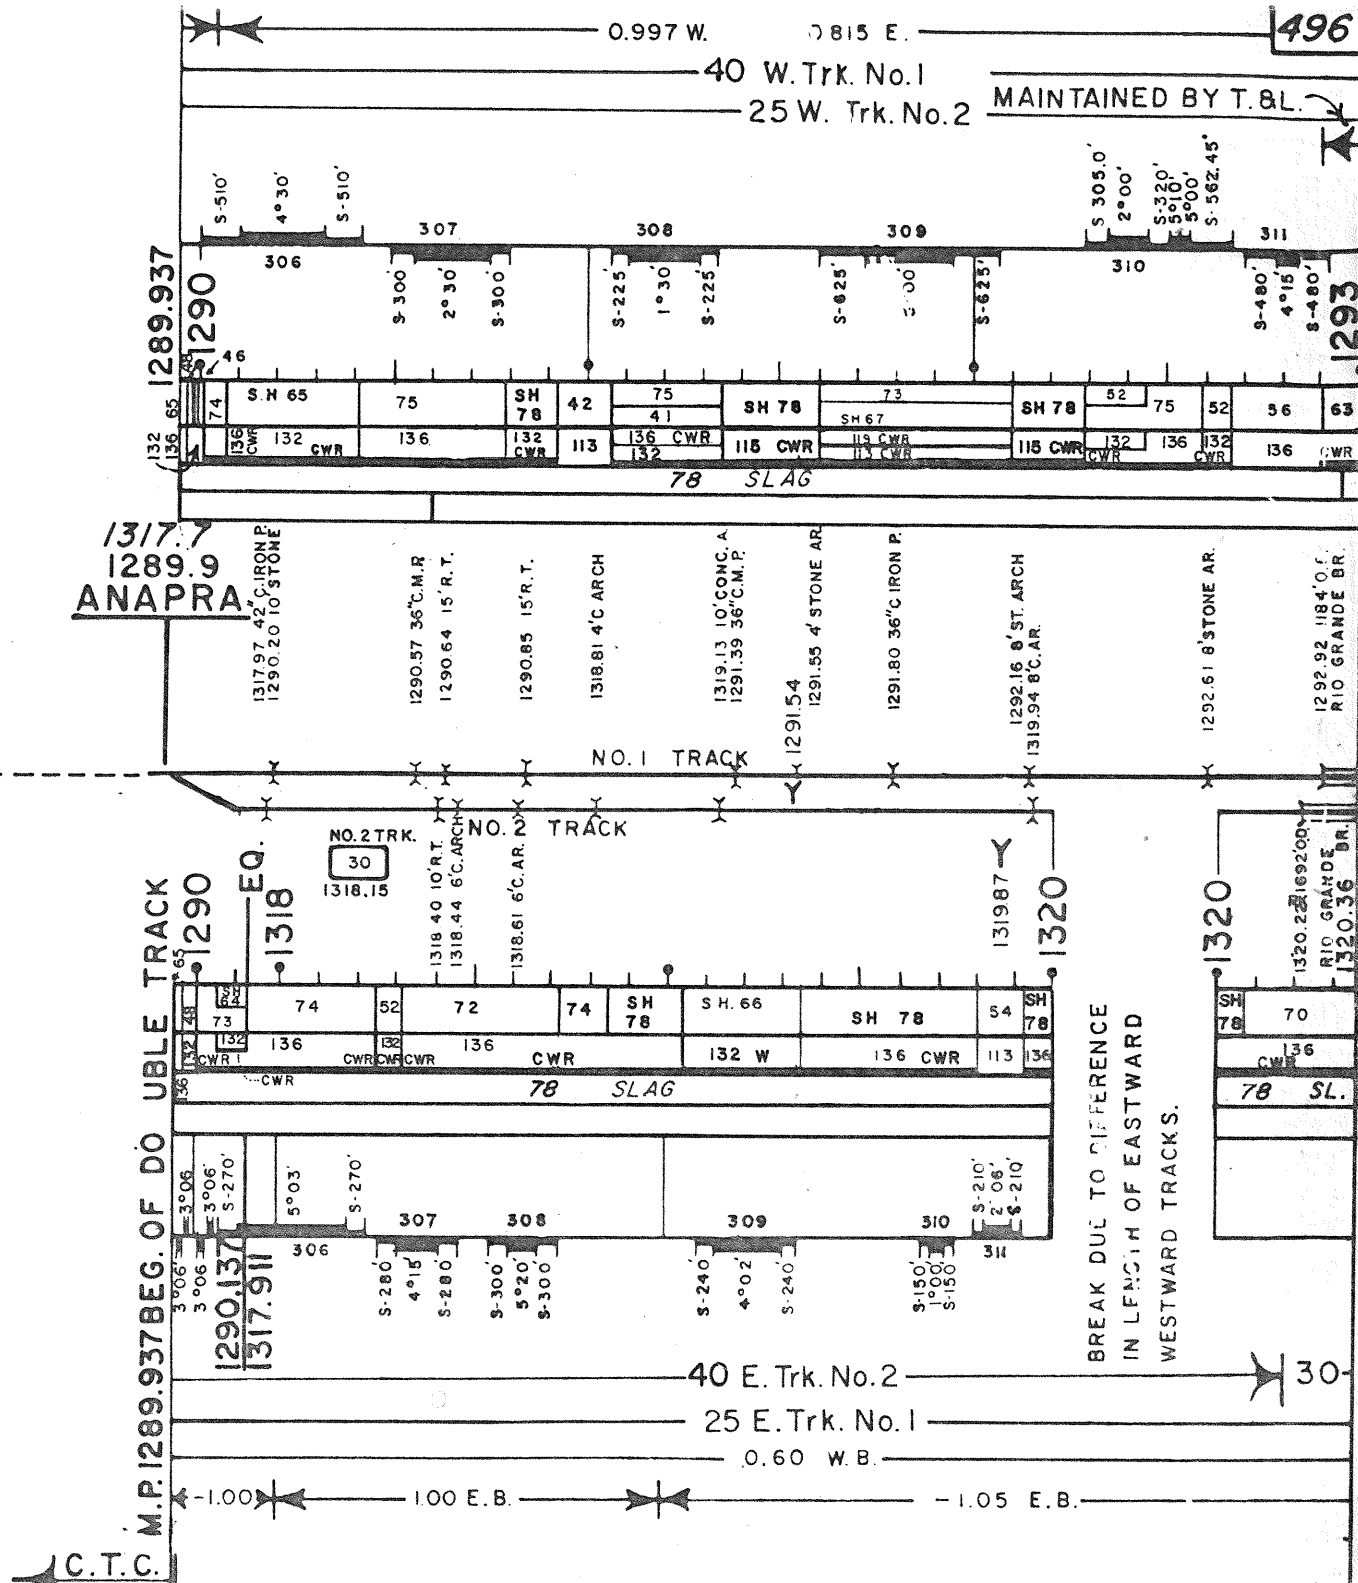 496
0.997 W. 0.815 E.
40 W. Trk. No.1
25 W. Trk. No.2
MAINTAINED BY T.&L.
S-510' 4°30' S-510' S 305.0' 2°00' S-320' 5°10' 5°00' S-562.45'
307 308 309 311
306 310
S-300' 2°30' S-300' S-225' 1°30' S-225' S-625' S-625' S-480' 4°15' S-480'
1289.937 1290 1293
48 46
65 74 S.H 65 75 SH 78 42 75 41 SH 78 73 SH 67 SH 78 52 75 52 56 63
132 136 136 CWR 132 CWR 136 132 CWR 113 136 CWR 132 115 CWR 113 CWR 115 CWR 132 CWR 136 132 CWR 136 CWR
78 SLAG
1317.7
1289.9
ANAPRA
1317.97 42" C.IRON P.
1290.20 10' STONE
1290.57 36" C.M.P.
1290.64 15' R.T.
1290.85 15' R.T.
1318.81 4' C ARCH
1319.13 10' CONC. A.
1291.39 36" C.M.P.
1291.54
1291.55 4' STONE AR.
1291.80 36" C IRON P.
1292.16 8' ST. ARCH
1319.94 8' C. AR.
1292.61 8' STONE AR.
1292.92 1184' O.
RIO GRANDE BR.
NO. 1 TRACK
NO. 2 TRACK
NO. 2 TRK.
30
1318.15
1318 40 10' R.T.
1318.44 6' C. ARCH
1318.61 6' C. AR.
1319.87
1320
1320
RIO GRANDE
1320.36 BR.
1290 EQ. 1318
65 48 SH 64 73 74 52 72 74 SH 78 S H. 66 SH 78 54 SH 78 SH 78 70
132 CWR 132 136 CWR 132 CWR CWR 136 CWR 132 W 136 CWR 113 136 136 CWR
136 CWR 78 SLAG 78 SL.
3°06 3°06' S-270' 5°03' S-270' S-210' 2°06' S-210'
307 308 309 310
306 311
3°06' 3°06 S-280' 4°15' S-280' S-300' 5°20' S-300' S-240' 4°02' S-240' S-150' 1°00' S-150'
1290.137
1317.911
M.P. 1289.937 BEG. OF DO UBLE TRACK
BREAK DUE TO DIFFERENCE
IN LENGTH OF EASTWARD
WESTWARD TRACKS.
40 E. Trk. No. 2 30
25 E. Trk. No. 1
0.60 W.B.
-1.00 1.00 E.B. -1.05 E.B.
C.T.C.